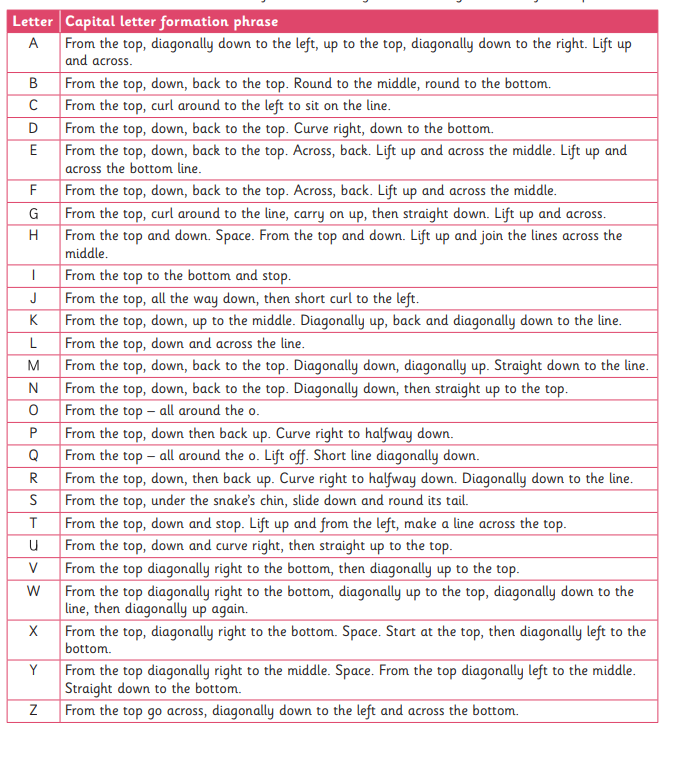 Letter Capital letter formation phrase
A From the top, diagonally down to the left, up to the top, diagonally down to the right. Lift up
and across.
B From the top, down, back to the top. Round to the middle, round to the bottom.
C From the top, curl around to the left to sit on the line.
D From the top, down, back to the top. Curve right, down to the bottom.
E From the top, down, back to the top. Across, back. Lift up and across the middle. Lift up and
across the bottom line.
F From the top, down, back to the top. Across, back. Lift up and across the middle.
G From the top, curl around to the line, carry on up, then straight down. Lift up and across.
H From the top and down. Space. From the top and down. Lift up and join the lines across the
middle.
I From the top to the bottom and stop.
J From the top, all the way down, then short curl to the left.
K From the top, down, up to the middle. Diagonally up, back and diagonally down to the line.
L From the top, down and across the line.
M From the top, down, back to the top. Diagonally down, diagonally up. Straight down to the line.
N From the top, down, back to the top. Diagonally down, then straight up to the top.
O From the top – all around the o.
P From the top, down then back up. Curve right to halfway down.
Q From the top – all around the o. Lift off. Short line diagonally down.
R From the top, down, then back up. Curve right to halfway down. Diagonally down to the line.
S From the top, under the snake's chin, slide down and round its tail.
T From the top, down and stop. Lift up and from the left, make a line across the top.
U From the top, down and curve right, then straight up to the top.
V From the top diagonally right to the bottom, then diagonally up to the top.
W From the top diagonally right to the bottom, diagonally up to the top, diagonally down to the
line, then diagonally up again.
X From the top, diagonally right to the bottom. Space. Start at the top, then diagonally left to the
bottom.
Y From the top diagonally right to the middle. Space. From the top diagonally left to the middle.
Straight down to the bottom.
Z From the top go across, diagonally down to the left and across the bottom.